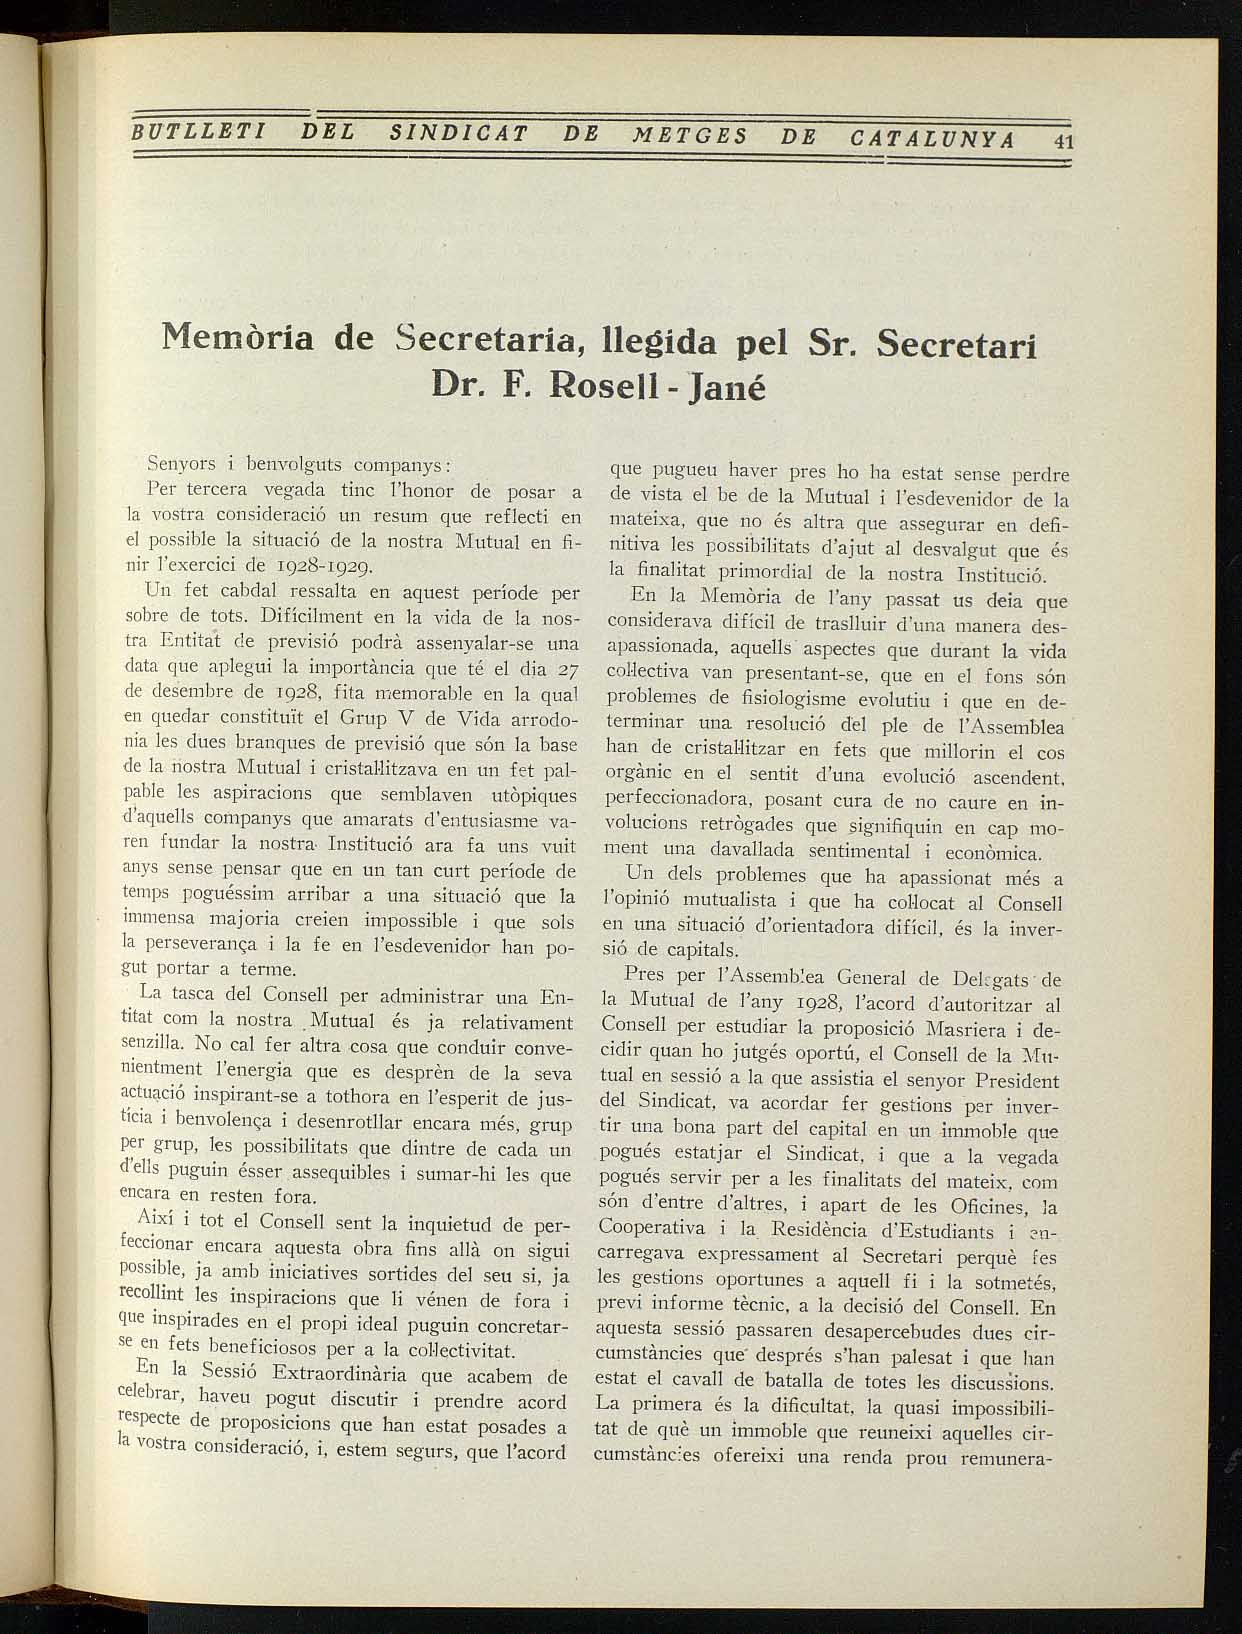 BUTLLETI DEL SINDICAT DE METGES DE CATALUNYA 41
Memòria de Secretaria, llegida pel Sr. Secretari
Dr. F. Rosell - Jané
Senyors i benvolguts companys:
Per tercera vegada tinc l'honor de posar a
la vostra consideració un resum que reflecti en
el possible la situació de la nostra Mutual en fi-
nir l'exercici de 1928-1929.
Un fet cabdal ressalta en aquest període per
sobre de tots. Difícilment en la vida de la nos-
tra Entitat de previsió podrà assenyalar-se una
data que aplegui la importància que té el dia 27
de desembre de 1928, fita memorable en la qual
en quedar constituït el Grup V de Vida arrodo-
nia les dues branques de previsió que són la base
de la nostra Mutual i cristal·litzava en un fet pal-
pable les aspiracions que semblaven utòpiques
d'aquells companys que amarats d'entusiasme va-
ren fundar la nostra Institució ara fa uns vuit
anys sense pensar que en un tan curt període de
temps poguéssim arribar a una situació que la
immensa majoria creien impossible i que sols
la perseverança i la fe en l'esdevenidor han po-
gut portar a terme.
La tasca del Consell per administrar una En-
titat com la nostra Mutual és ja relativament
senzilla. No cal fer altra cosa que conduir conve-
nientment l'energia que es desprèn de la seva
actuació inspirant-se a tothora en l'esperit de jus-
tícia i benvolença i desenrotllar encara més, grup
per grup, les possibilitats que dintre de cada un
d'ells puguin ésser assequibles i sumar-hi les que
encara en resten fora.
Així i tot el Consell sent la inquietud de per-
feccionar encara aquesta obra fins allà on sigui
possible, ja amb iniciatives sortides del seu si, ja
recollint les inspiracions que li vénen de fora i
que inspirades en el propi ideal puguin concretar-
se en fets beneficiosos per a la col·lectivitat.
En la Sessió Extraordinària que acabem de
celebrar, haveu pogut discutir i prendre acord
respecte de proposicions que han estat posades a
la vostra consideració, i, estem segurs, que l'acord
que pugueu haver pres ho ha estat sense perdre
de vista el be de la Mutual i l'esdevenidor de la
mateixa, que no és altra que assegurar en defi-
nitiva les possibilitats d'ajut al desvalgut que és
la finalitat primordial de la nostra Institució.
En la Memòria de l'any passat us deia que
considerava difícil de traslluir d'una manera des-
apassionada, aquells aspectes que durant la vida
col·lectiva van presentant-se, que en el fons són
problemes de fisiologisme evolutiu i que en de-
terminar una resolució del ple de l'Assemblea
han de cristal·litzar en fets que millorin el cos
orgànic en el sentit d'una evolució ascendent,
perfeccionadora, posant cura de no caure en in-
volucions retrògades que signifiquin en cap mo-
ment una davallada sentimental i econòmica.
Un dels problemes que ha apassionat més a
l'opinió mutualista i que ha col·locat al Consell
en una situació d'orientadora difícil, és la inver-
sió de capitals.
Pres per l'Assemblea General de Delegats de
la Mutual de l'any 1928, l'acord d'autoritzar al
Consell per estudiar la proposició Masriera i de-
cidir quan ho jutgés oportú, el Consell de la Mu-
tual en sessió a la que assistia el senyor President
del Sindicat, va acordar fer gestions per inver-
tir una bona part del capital en un immoble que
pogués estatjar el Sindicat, i que a la vegada
pogués servir per a les finalitats del mateix, com
són d'entre d'altres, i apart de les Oficines, la
Cooperativa i la Residència d'Estudiants i en-
carregava expressament al Secretari perquè fes
les gestions oportunes a aquell fi i la sotmetés,
previ informe tècnic, a la decisió del Consell. En
aquesta sessió passaren desapercebudes dues cir-
cumstàncies que després s'han palesat i que han
estat el cavall de batalla de totes les discussions.
La primera és la dificultat, la quasi impossibili-
tat de què un immoble que reuneixi aquelles cir-
cumstàncies ofereixi una renda prou remunera-